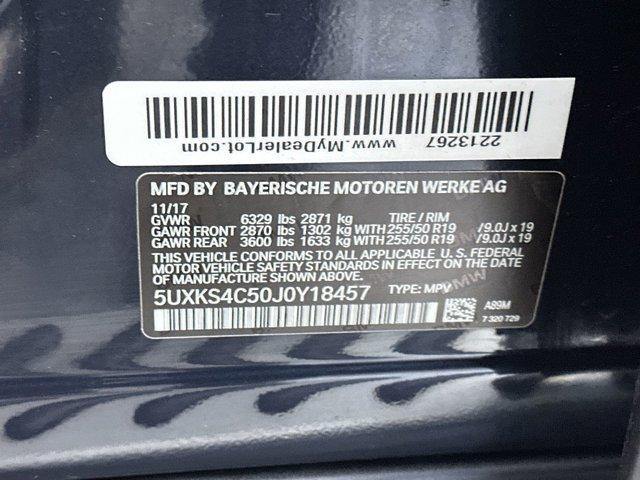 www.MyDealerLot.com 2213267
MFD BY BAYERISCHE MOTOREN WERKE AG
11/17
GVWR 6329 lbs 2871 kg TIRE / RIM
GAWR FRONT 2870 lbs 1302 kg WITH 255/50 R19 /9.0J x 19
GAWR REAR 3600 lbs 1633 kg WITH 255/50 R19 /9.0J x 19
THIS VEHICLE CONFORMS TO ALL APPLICABLE U. S. FEDERAL
MOTOR VEHICLE SAFETY STANDARDS IN EFFECT ON THE DATE
OF MANUFACTURE SHOWN ABOVE.
5UXKS4C50J0Y18457 TYPE: MPV
A89M
7 320 729